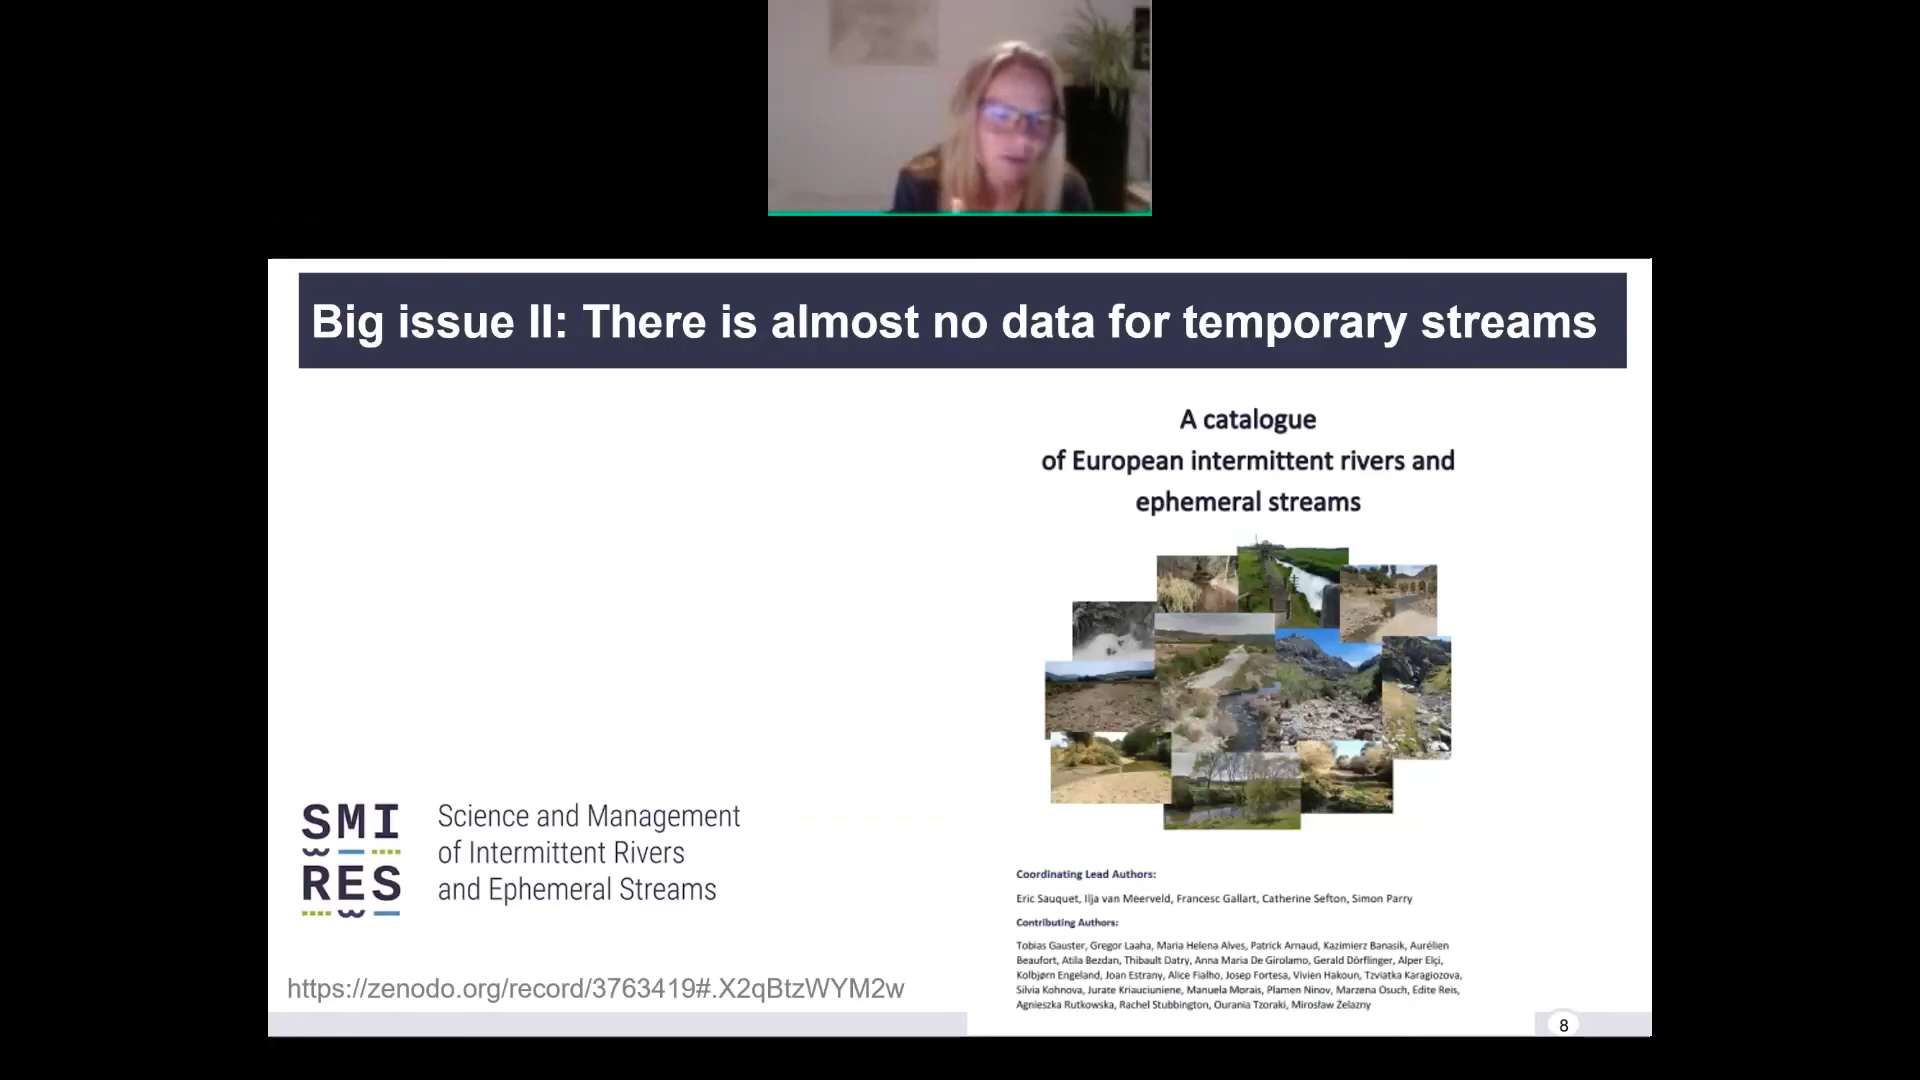 Big issue II: There is almost no data for temporary streams
A catalogue
of European intermittent rivers and
ephemeral streams
SMI
RES
Science and Management
of Intermittent Rivers
and Ephemeral Streams
Coordinating Lead Authors:
Eric Sauquet, Ilja van Meerveld, Francesc Gallart, Catherine Sefton, Simon Parry
Contributing Authors:
Tobias Gauster, Gregor Laaha, Maria Helena Alves, Patrick Arnaud, Kazimierz Banasik, Aurélien
Beaufort, Atila Bezdan, Thibault Datry, Anna Maria De Girolamo, Gerald Dörflinger, Alper Elçi,
Kolbjørn Engeland, Joan Estrany, Alice Fialho, Josep Fortesa, Vivien Hakoun, Tzviatka Karagiozova,
Silvia Kohnova, Jurate Kriauciuniene, Manuela Morais, Plamen Ninov, Marzena Osuch, Edite Reis,
Agnieszka Rutkowska, Rachel Stubbington, Ourania Tzoraki, Mirosław Żelazny
https://zenodo.org/record/3763419#.X2qBtzWYM2w
8